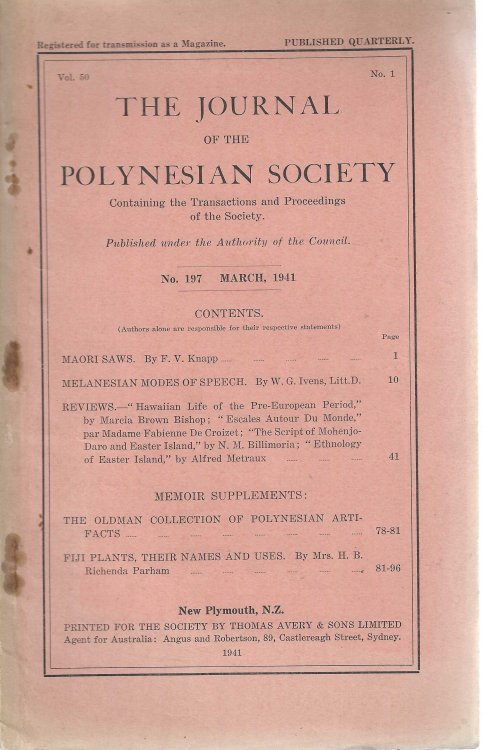 Registered for transmission as a Magazine. PUBLISHED QUARTERLY.
Vol. 50 No. 1
THE JOURNAL
OF THE
POLYNESIAN SOCIETY
Containing the Transactions and Proceedings
of the Society.
Published under the Authority of the Council.
No. 197 MARCH, 1941
CONTENTS.
(Authors alone are responsible for their respective statements)
Page
MAORI SAWS. By F. V. Knapp ..... ..... ..... ..... ..... 1
MELANESIAN MODES OF SPEECH. By W. G. Ivens, Litt.D. 10
REVIEWS.—“Hawaiian Life of the Pre-European Period,”
by Marcia Brown Bishop; “Escales Autour Du Monde,”
par Madame Fabienne De Croizet; “The Script of Mohenjo-
Daro and Easter Island,” by N. M. Billimoria; “Ethnology
of Easter Island,” by Alfred Metraux ..... ..... ..... 41
MEMOIR SUPPLEMENTS:
THE OLDMAN COLLECTION OF POLYNESIAN ARTI-
FACTS ..... ..... ..... ..... ..... ..... ..... 78-81
FIJI PLANTS, THEIR NAMES AND USES. By Mrs. H. B.
Richenda Parham ..... ..... ..... ..... ..... ..... 81-96
New Plymouth, N.Z.
PRINTED FOR THE SOCIETY BY THOMAS AVERY & SONS LIMITED
Agent for Australia: Angus and Robertson, 89, Castlereagh Street, Sydney.
1941